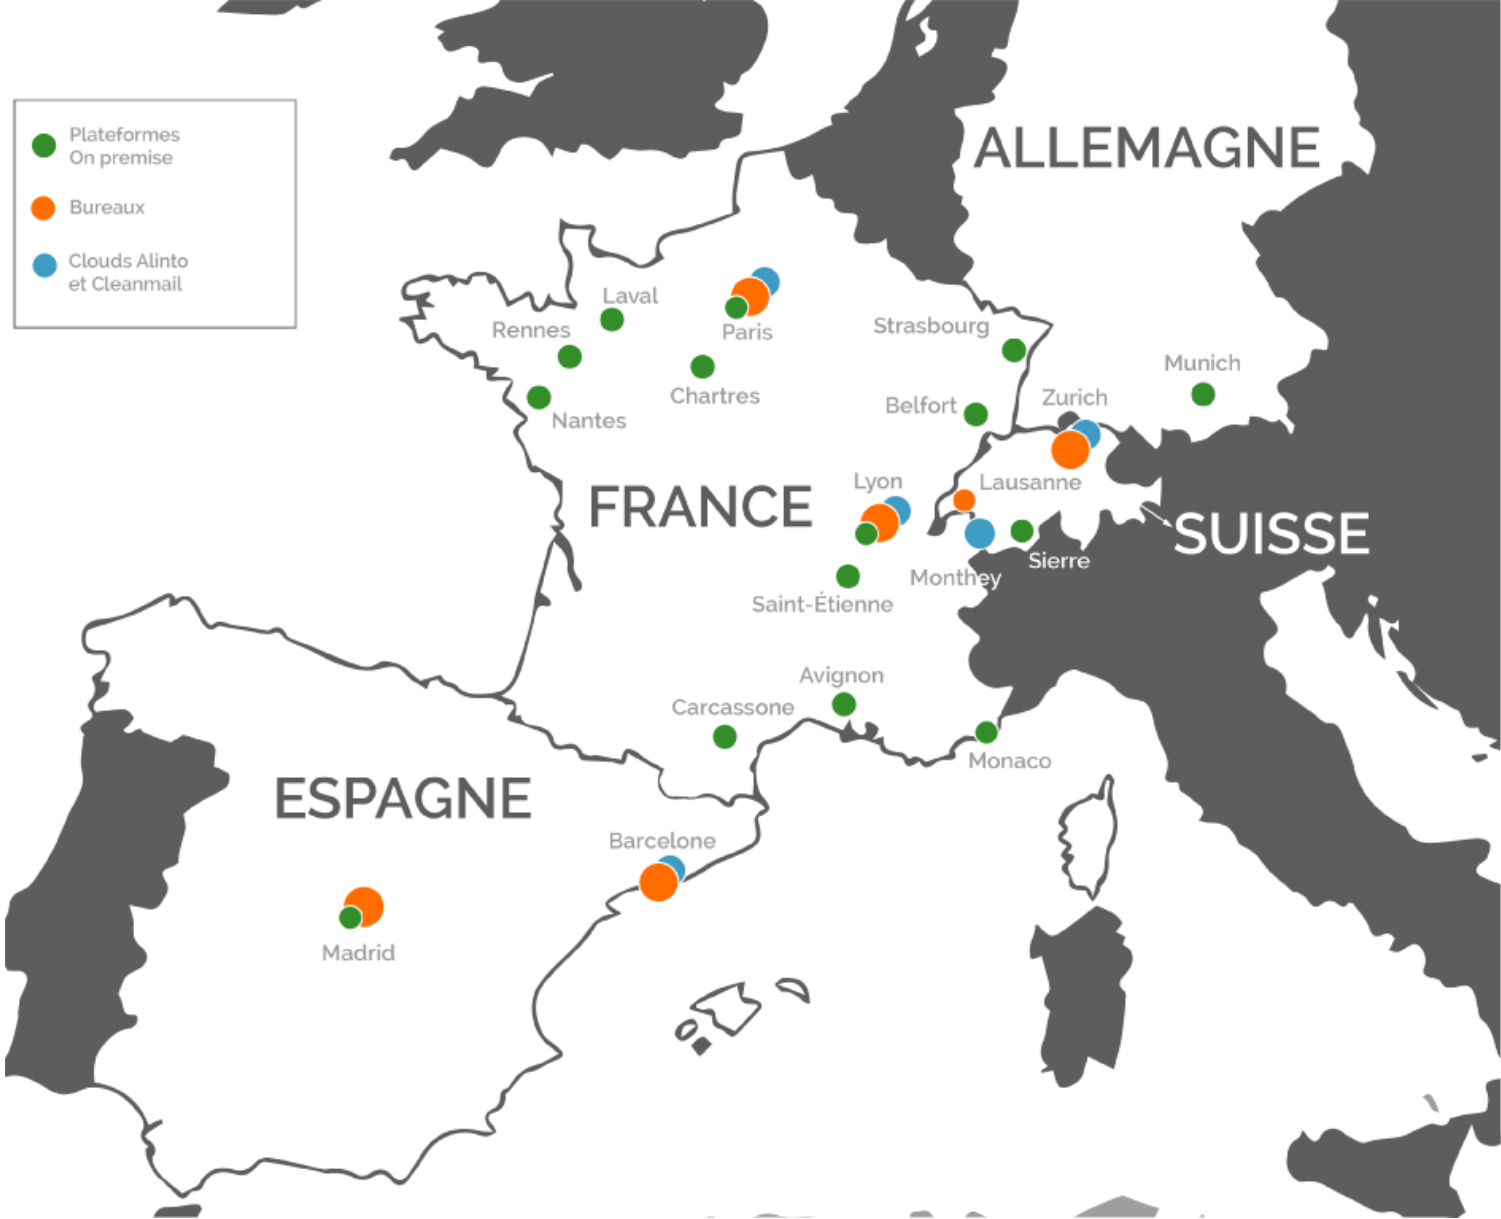 Plateformes
On premise
Bureaux
Clouds Alinto
et Cleanmail
ALLEMAGNE
Laval
Rennes
Paris
Strasbourg
Munich
Chartres
Belfort
Zurich
Nantes
Lyon
Lausanne
FRANCE
SUISSE
Sierre
Monthey
Saint-Étienne
Avignon
Carcassone
Monaco
ESPAGNE
Barcelone
Madrid